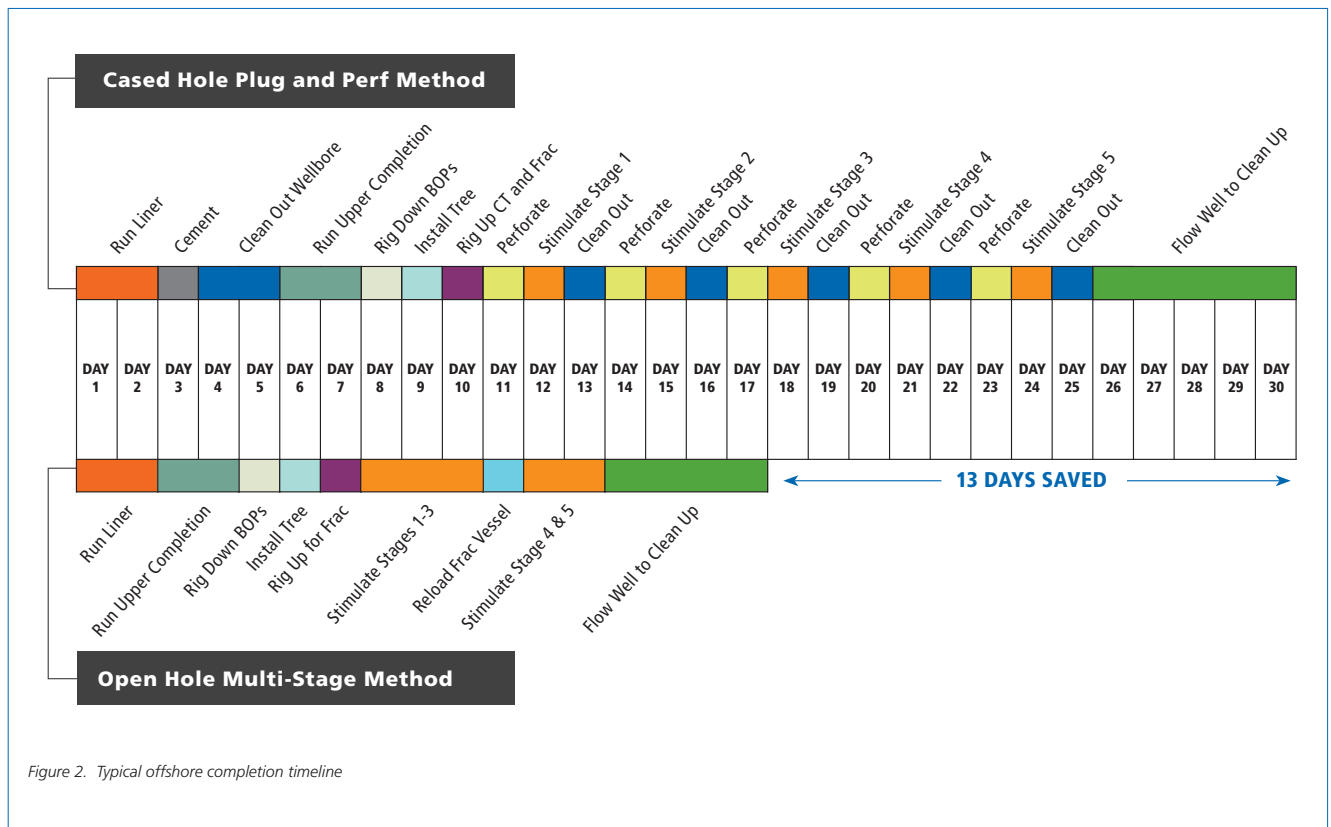 Cased Hole Plug and Perf Method
Run Liner
Cement
Clean Out Wellbore
Run Upper Completion
Rig Down BOPs
Install Tree
Rig Up CT and Frac
Perforate
Stimulate Stage 1
Clean Out
Perforate
Stimulate Stage 2
Clean Out
Perforate
Stimulate Stage 3
Clean Out
Perforate
Stimulate Stage 4
Clean Out
Perforate
Stimulate Stage 5
Clean Out
Flow Well to Clean Up
DAY
1
DAY
2
DAY
3
DAY
4
DAY
5
DAY
6
DAY
7
DAY
8
DAY
9
DAY
10
DAY
11
DAY
12
DAY
13
DAY
14
DAY
15
DAY
16
DAY
17
DAY
18
DAY
19
DAY
20
DAY
21
DAY
22
DAY
23
DAY
24
DAY
25
DAY
26
DAY
27
DAY
28
DAY
29
DAY
30
13 DAYS SAVED
Run Liner
Run Upper Completion
Rig Down BOPs
Install Tree
Rig Up for Frac
Stimulate Stages 1-3
Reload Frac Vessel
Stimulate Stage 4 & 5
Flow Well to Clean Up
Open Hole Multi-Stage Method
Figure 2. Typical offshore completion timeline